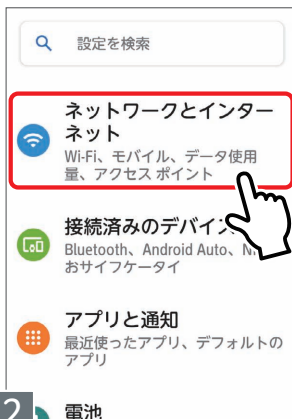 設定を検索
ネットワークとインター
ネット
Wi-Fi、モバイル、データ使用
量、アクセス ポイント
接続済みのデバイ
Bluetooth、Android Auto、
おサイフケータイ
アプリと通知
最近使ったアプリ、デフォルトの
アプリ
2
電池